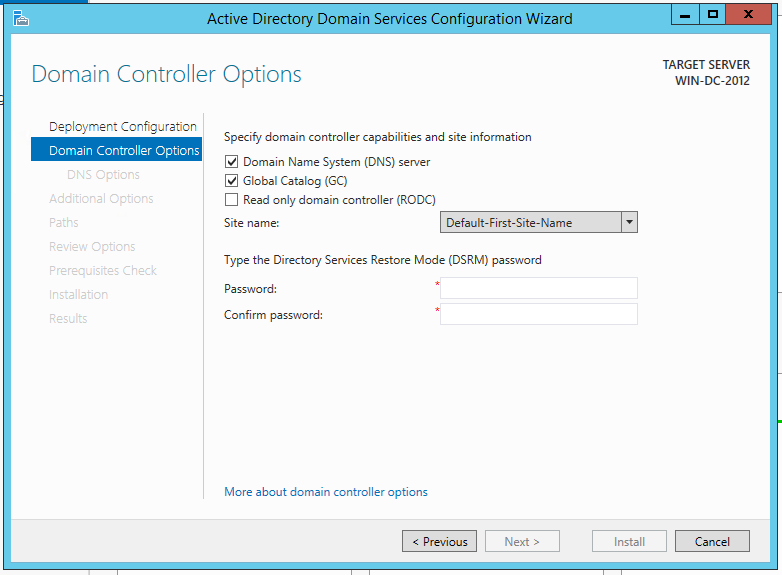 Active Directory Domain Services Configuration Wizard
Domain Controller Options
TARGET SERVER
WIN-DC-2012
Deployment Configuration
Domain Controller Options
DNS Options
Additional Options
Paths
Review Options
Prerequisites Check
Installation
Results
Specify domain controller capabilities and site information
Domain Name System (DNS) server
Global Catalog (GC)
Read only domain controller (RODC)
Site name: Default-First-Site-Name
Type the Directory Services Restore Mode (DSRM) password
Password: *
Confirm password: *
More about domain controller options
< Previous Next > Install Cancel